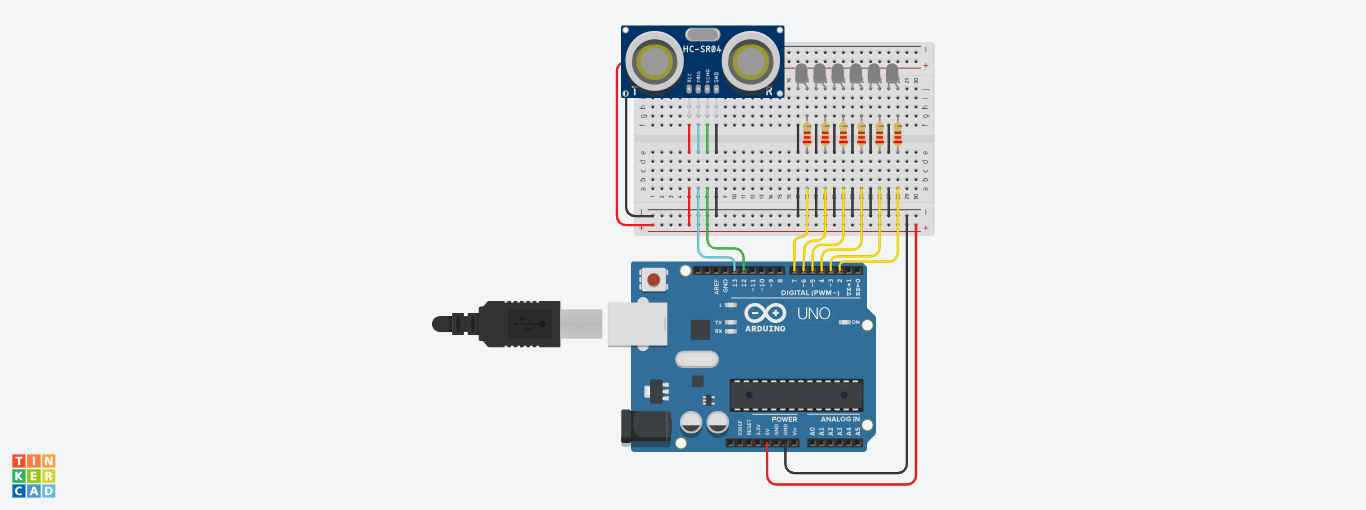 HC-SR04
VCC
TRIG
ECHO
GND
T
R
AREF
GND
13
12
~11
~10
~9
8
7
~6
~5
4
~3
2
TX→1
RX←0
DIGITAL (PWM~)
L
TX
RX
ARDUINO
UNO
ON
POWER
ANALOG IN
IOREF
RESET
3.3V
5V
GND
GND
Vin
A0
A1
A2
A3
A4
A5
TIN
KER
CAD